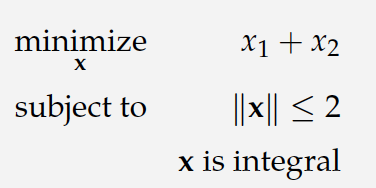 minimize x₁ + x₂
x
subject to ‖x‖ ≤ 2
x is integral